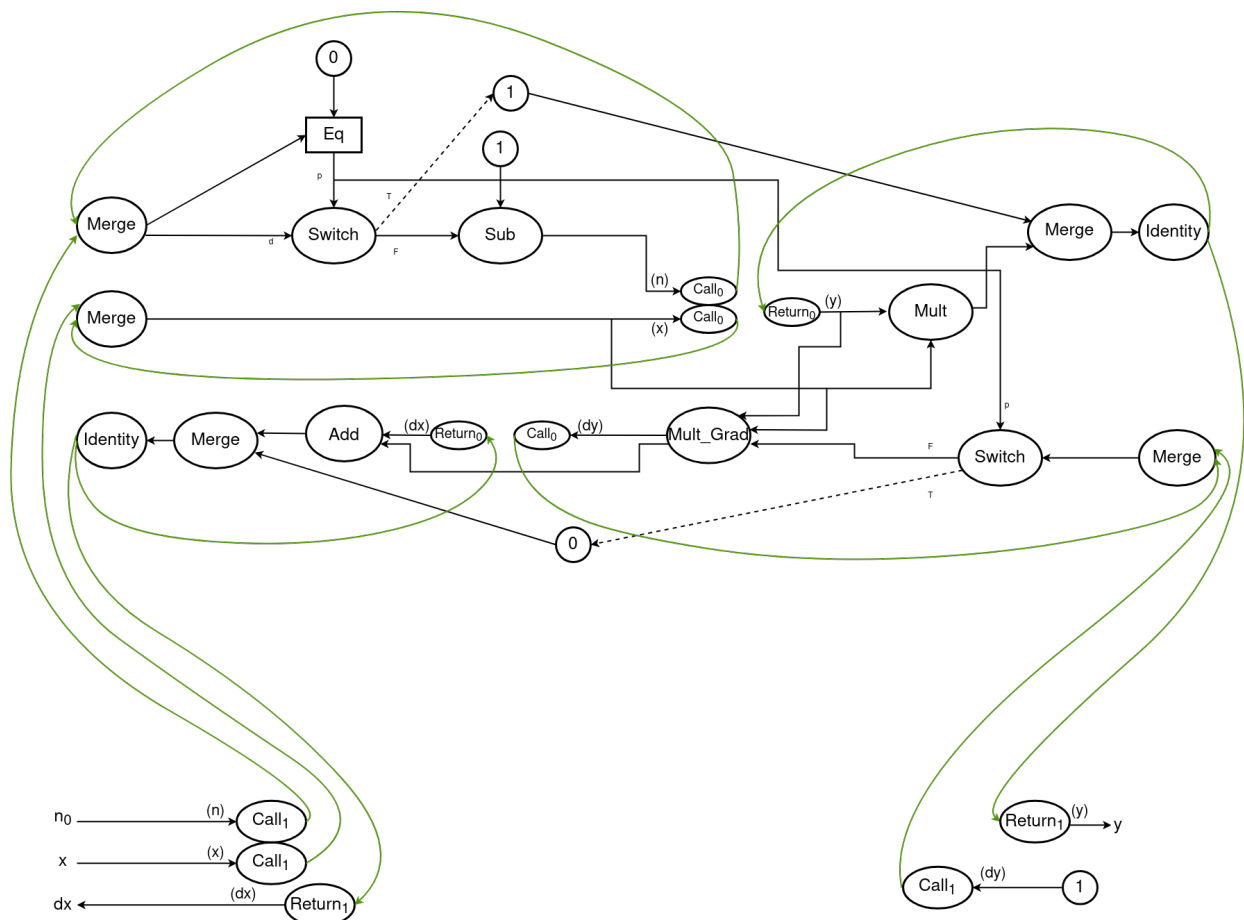 0
1
Eq
1
p
T
Merge
d
Switch
F
Sub
Merge
Identity
(n)
Call0
Merge
Call0
(x)
Return0
(y)
Mult
p
Identity
Merge
Add
(dx)
Return0
Call0
(dy)
Mult_Grad
F
Switch
Merge
T
0
n0
(n)
Call1
x
(x)
Call1
dx
(dx)
Return1
Return1
(y)
y
Call1
(dy)
1